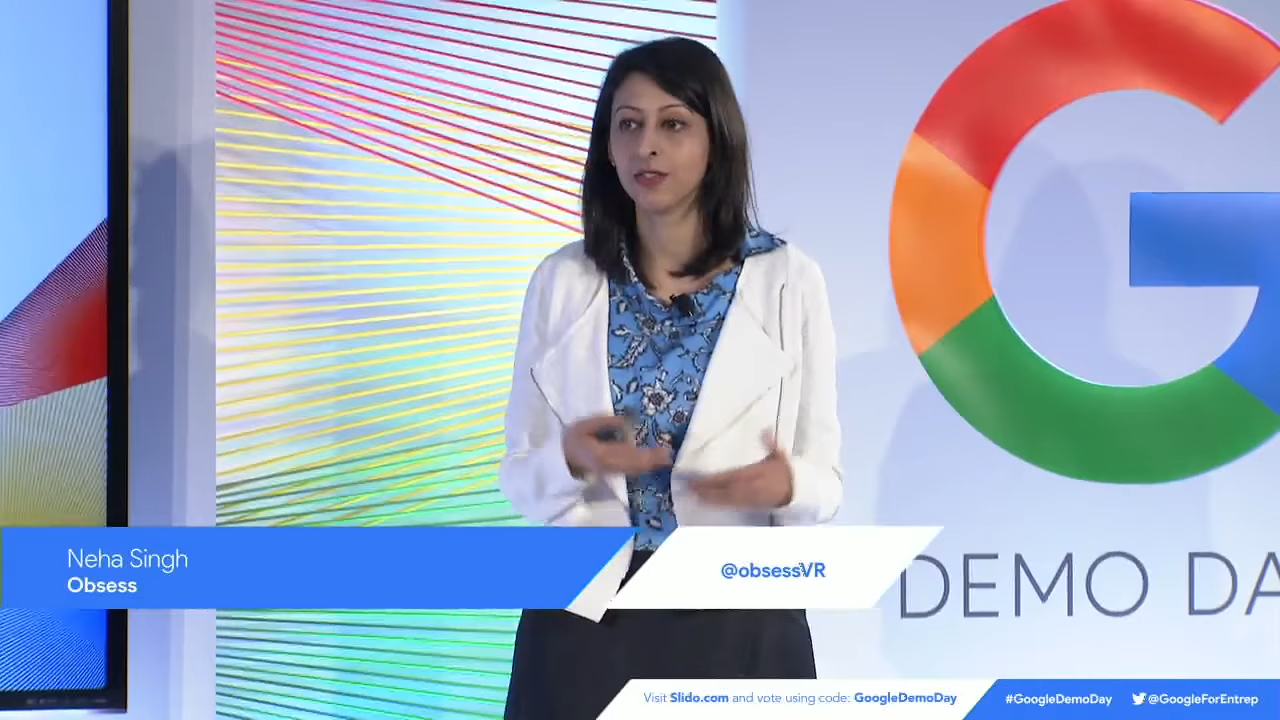 DEMO DA
Neha Singh
Obsess
@obsessVR
Visit Slido.com and vote using code: GoogleDemoDay
#GoogleDemoDay
@GoogleForEntrep